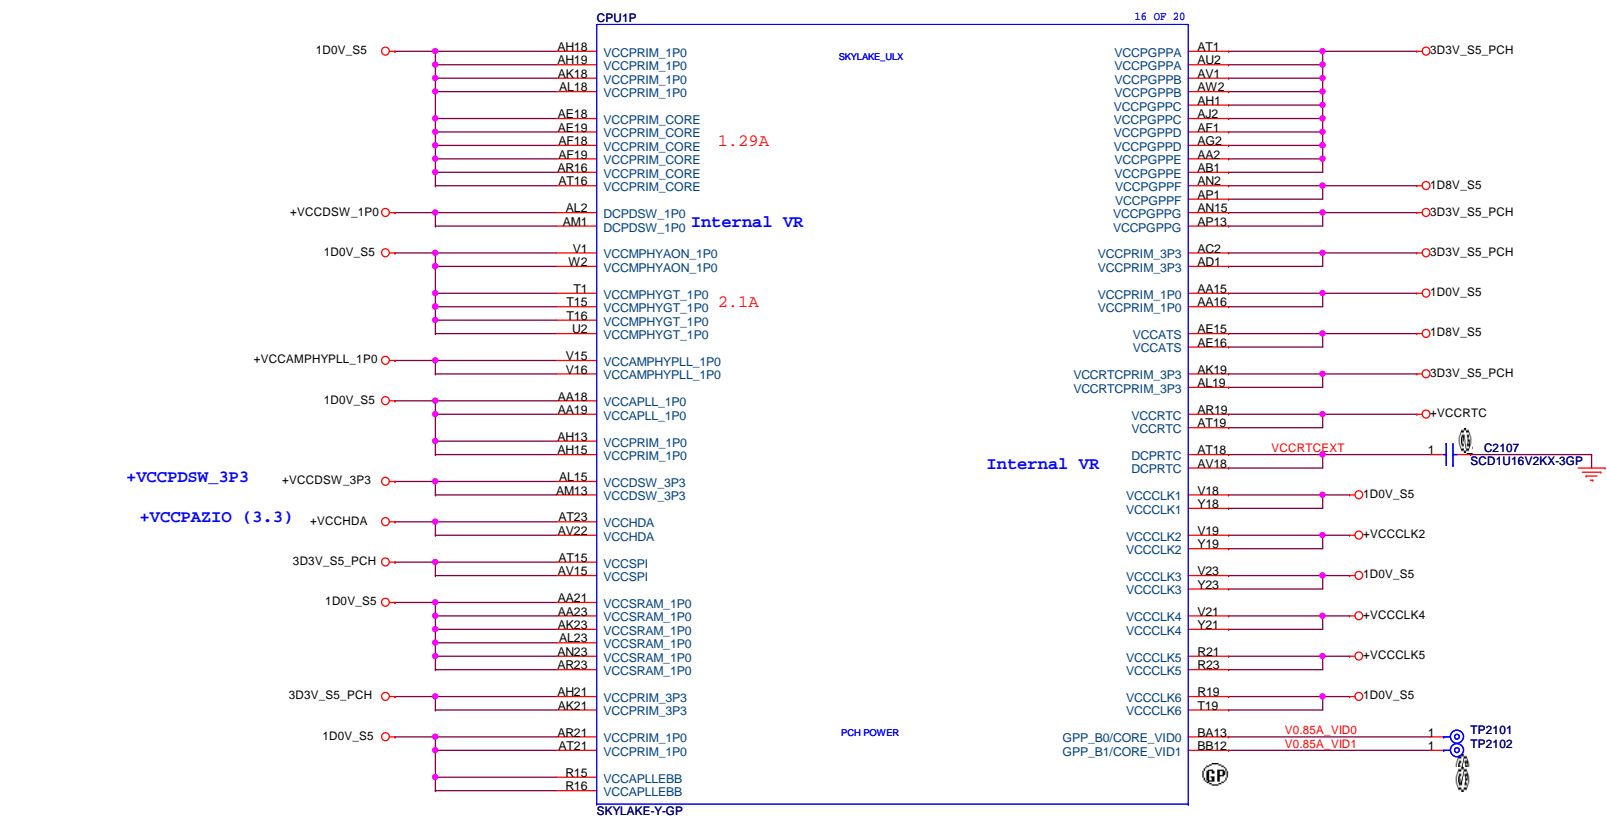 CPU1P
16 OF 20
SKYLAKE_ULX
1D0V_S5 AH18 VCCPRIM_1P0
AH19 VCCPRIM_1P0
AK18 VCCPRIM_1P0
AL18 VCCPRIM_1P0
AE18 VCCPRIM_CORE
AE19 VCCPRIM_CORE
AF18 VCCPRIM_CORE 1.29A
AF19 VCCPRIM_CORE
AR16 VCCPRIM_CORE
AT16 VCCPRIM_CORE
+VCCDSW_1P0 AL2 DCPDSW_1P0
AM1 DCPDSW_1P0 Internal VR
1D0V_S5 V1 VCCMPHYAON_1P0
W2 VCCMPHYAON_1P0
T1 VCCMPHYGT_1P0 2.1A
T15 VCCMPHYGT_1P0
T16 VCCMPHYGT_1P0
U2 VCCMPHYGT_1P0
+VCCAMPHYPLL_1P0 V15 VCCAMPHYPLL_1P0
V16 VCCAMPHYPLL_1P0
1D0V_S5 AA18 VCCAPLL_1P0
AA19 VCCAPLL_1P0
AH13 VCCPRIM_1P0
AH15 VCCPRIM_1P0
+VCCPDSW_3P3 +VCCDSW_3P3 AL15 VCCDSW_3P3
AM13 VCCDSW_3P3
+VCCPAZIO (3.3) +VCCHDA AT23 VCCHDA
AV22 VCCHDA
3D3V_S5_PCH AT15 VCCSPI
AV15 VCCSPI
1D0V_S5 AA21 VCCSRAM_1P0
AA23 VCCSRAM_1P0
AK23 VCCSRAM_1P0
AL23 VCCSRAM_1P0
AN23 VCCSRAM_1P0
AR23 VCCSRAM_1P0
3D3V_S5_PCH AH21 VCCPRIM_3P3
AK21 VCCPRIM_3P3
1D0V_S5 AR21 VCCPRIM_1P0
AT21 VCCPRIM_1P0
R15 VCCAPLLEBB
R16 VCCAPLLEBB
VCCPGPPA AT1 3D3V_S5_PCH
VCCPGPPA AU2
VCCPGPPB AV1
VCCPGPPB AW2
VCCPGPPC AH1
VCCPGPPC AJ2
VCCPGPPD AF1
VCCPGPPD AG2
VCCPGPPE AA2
VCCPGPPE AB1
VCCPGPPF AN2 1D8V_S5
VCCPGPPF AP1
VCCPGPPG AN15 3D3V_S5_PCH
VCCPGPPG AP13
VCCPRIM_3P3 AC2 3D3V_S5_PCH
VCCPRIM_3P3 AD1
VCCPRIM_1P0 AA15 1D0V_S5
VCCPRIM_1P0 AA16
VCCATS AE15 1D8V_S5
VCCATS AE16
VCCRTCPRIM_3P3 AK19 3D3V_S5_PCH
VCCRTCPRIM_3P3 AL19
VCCRTC AR19 +VCCRTC
VCCRTC AT19
DCPRTC AT18 VCCRTCEXT 1 C2107
Internal VR DCPRTC AV18 SCD1U16V2KX-3GP
VCCCLK1 V18 1D0V_S5
VCCCLK1 Y18
VCCCLK2 V19 +VCCCLK2
VCCCLK2 Y19
VCCCLK3 V23 1D0V_S5
VCCCLK3 Y23
VCCCLK4 V21 +VCCCLK4
VCCCLK4 Y21
VCCCLK5 R21 +VCCCLK5
VCCCLK5 R23
VCCCLK6 R19 1D0V_S5
VCCCLK6 T19
PCH POWER
GPP_B0/CORE_VID0 BA13 V0.85A_VID0 1 TP2101
GPP_B1/CORE_VID1 BB12 V0.85A_VID1 1 TP2102
GP
SKYLAKE-Y-GP